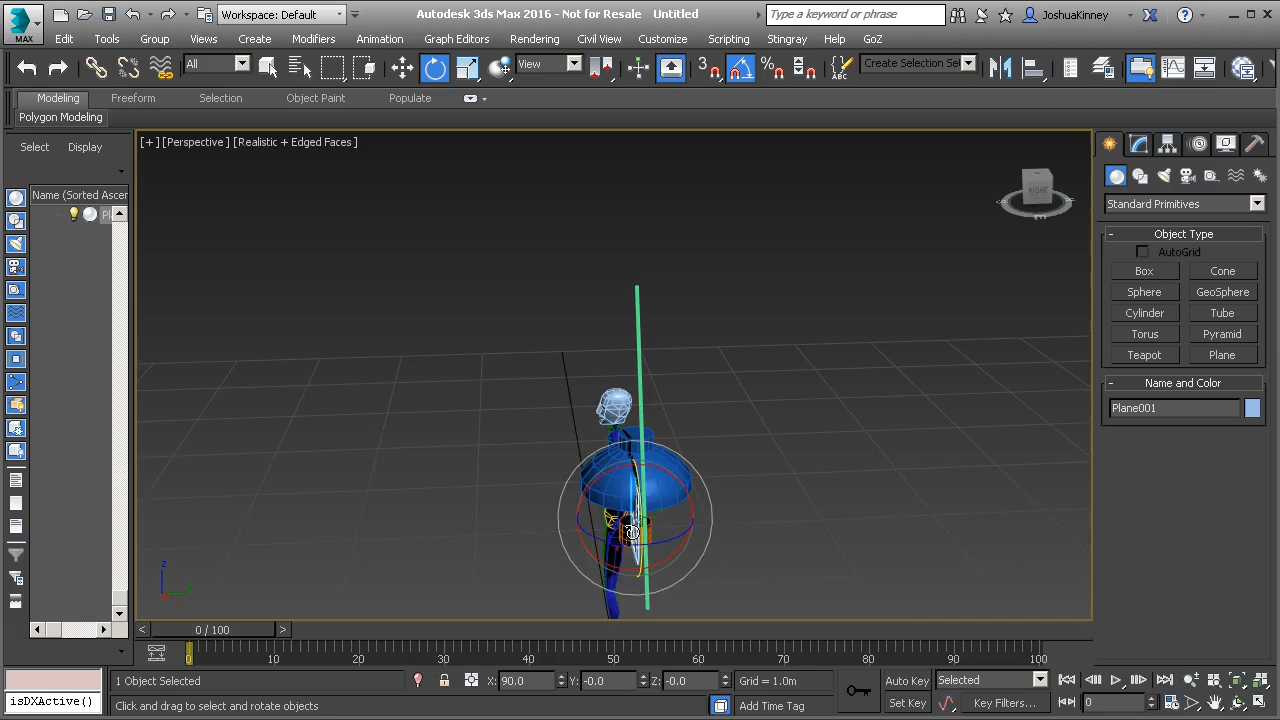 Workspace: Default
Autodesk 3ds Max 2016 - Not for Resale Untitled
Type a keyword or phrase
JoshuaKinney
MAX
Edit Tools Group Views Create Modifiers Animation Graph Editors Rendering Civil View Customize Scripting Stingray Help GoZ
All
View
3
Create Selection Se
Modeling Freeform Selection Object Paint Populate
Polygon Modeling
Select Display
[+] [Perspective] [Realistic + Edged Faces ]
Name (Sorted Ascen
Pl
RIGHT
z
Standard Primitives
- Object Type
AutoGrid
Box Cone
Sphere GeoSphere
Cylinder Tube
Torus Pyramid
Teapot Plane
- Name and Color
Plane001
< 0 / 100 >
0 10 20 30 40 50 60 70 80 90 100
1 Object Selected
X: 90.0 Y: -0.0 Z: -0.0 Grid = 1.0m
Auto Key Selected
isDXActive()
Click and drag to select and rotate objects
Add Time Tag
Set Key Key Filters... 0